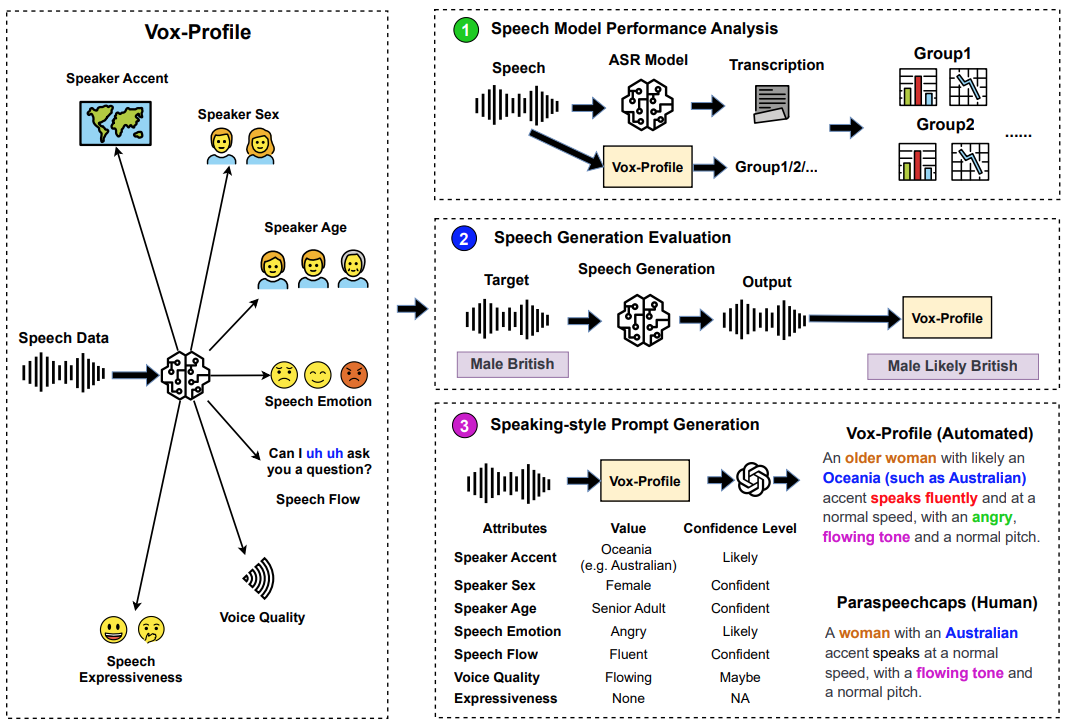 Vox-Profile
Speaker Accent
Speaker Sex
Speaker Age
Speech Data
Speech Emotion
Can I uh uh ask
you a question?
Speech Flow
Voice Quality
Speech
Expressiveness
1 Speech Model Performance Analysis
Speech
ASR Model
Transcription
Vox-Profile
Group1/2/...
Group1
Group2
......
2 Speech Generation Evaluation
Target
Speech Generation
Output
Vox-Profile
Male British
Male Likely British
3 Speaking-style Prompt Generation
Vox-Profile
Attributes Value Confidence Level
Speaker Accent Oceania Likely
(e.g. Australian)
Speaker Sex Female Confident
Speaker Age Senior Adult Confident
Speech Emotion Angry Likely
Speech Flow Fluent Confident
Voice Quality Flowing Maybe
Expressiveness None NA
Vox-Profile (Automated)
An older woman with likely an
Oceania (such as Australian)
accent speaks fluently and at a
normal speed, with an angry,
flowing tone and a normal pitch.
Paraspeechcaps (Human)
A woman with an Australian
accent speaks at a normal
speed, with a flowing tone and
a normal pitch.